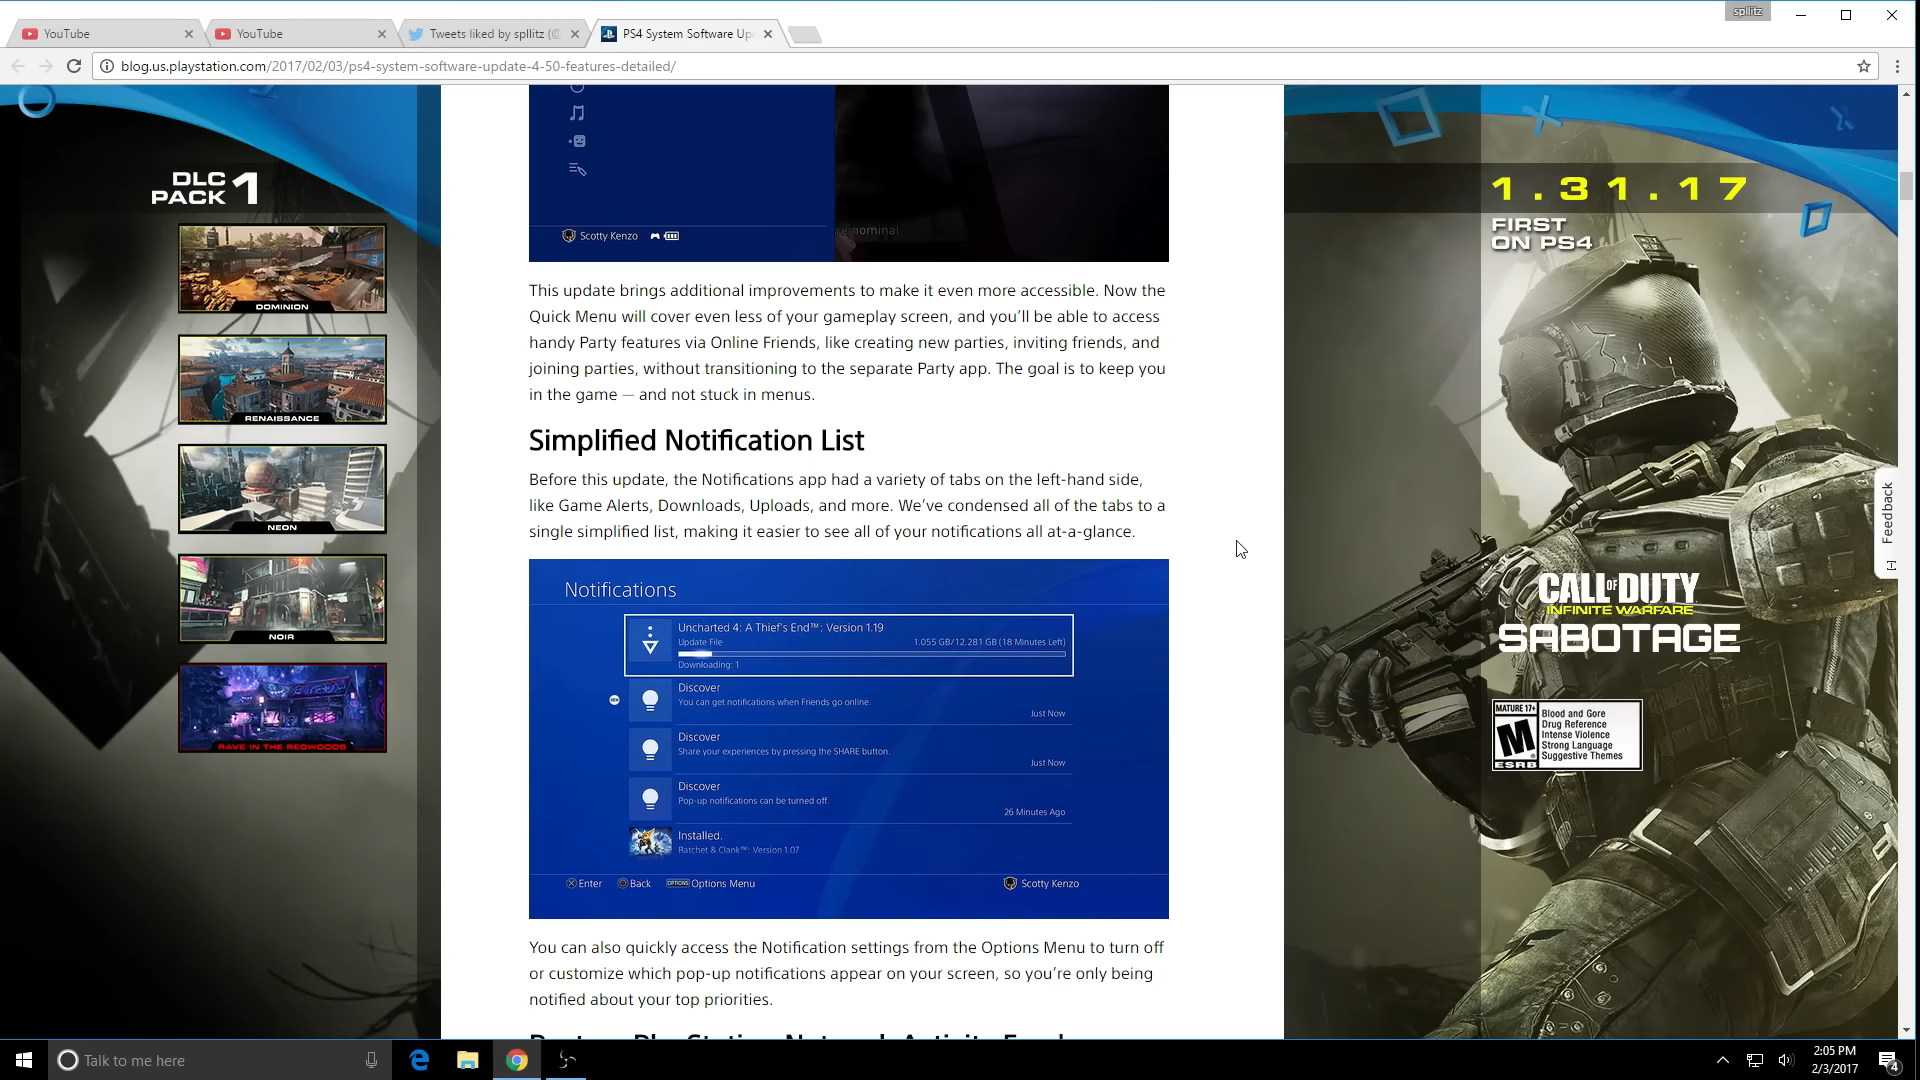 spllitz
YouTube
YouTube
Tweets liked by spllitz (@
PS4 System Software Up
blog.us.playstation.com/2017/02/03/ps4-system-software-update-4-50-features-detailed/
DLC
PACK 1
DOMINION
RENAISSANCE
NEON
NOIR
RAVE IN THE REDWOODS
Scotty Kenzo
re nominal.
This update brings additional improvements to make it even more accessible. Now the
Quick Menu will cover even less of your gameplay screen, and you’ll be able to access
handy Party features via Online Friends, like creating new parties, inviting friends, and
joining parties, without transitioning to the separate Party app. The goal is to keep you
in the game — and not stuck in menus.
Simplified Notification List
Before this update, the Notifications app had a variety of tabs on the left-hand side,
like Game Alerts, Downloads, Uploads, and more. We’ve condensed all of the tabs to a
single simplified list, making it easier to see all of your notifications all at-a-glance.
Notifications
Uncharted 4: A Thief's End™: Version 1.19
Update File 1.055 GB/12.281 GB (18 Minutes Left)
Downloading: 1
Discover
You can get notifications when Friends go online.
Just Now
Discover
Share your experiences by pressing the SHARE button.
Just Now
Discover
Pop-up notifications can be turned off.
26 Minutes Ago
Installed.
Ratchet & Clank™: Version 1.07
Enter Back OPTIONS Options Menu Scotty Kenzo
You can also quickly access the Notification settings from the Options Menu to turn off
or customize which pop-up notifications appear on your screen, so you’re only being
notified about your top priorities.
1.31.17
FIRST
ON PS4
CALL OF DUTY
INFINITE WARFARE
SABOTAGE
MATURE 17+
M
ESRB
Blood and Gore
Drug Reference
Intense Violence
Strong Language
Suggestive Themes
Feedback
[+]
Talk to me here
2:05 PM
2/3/2017
4